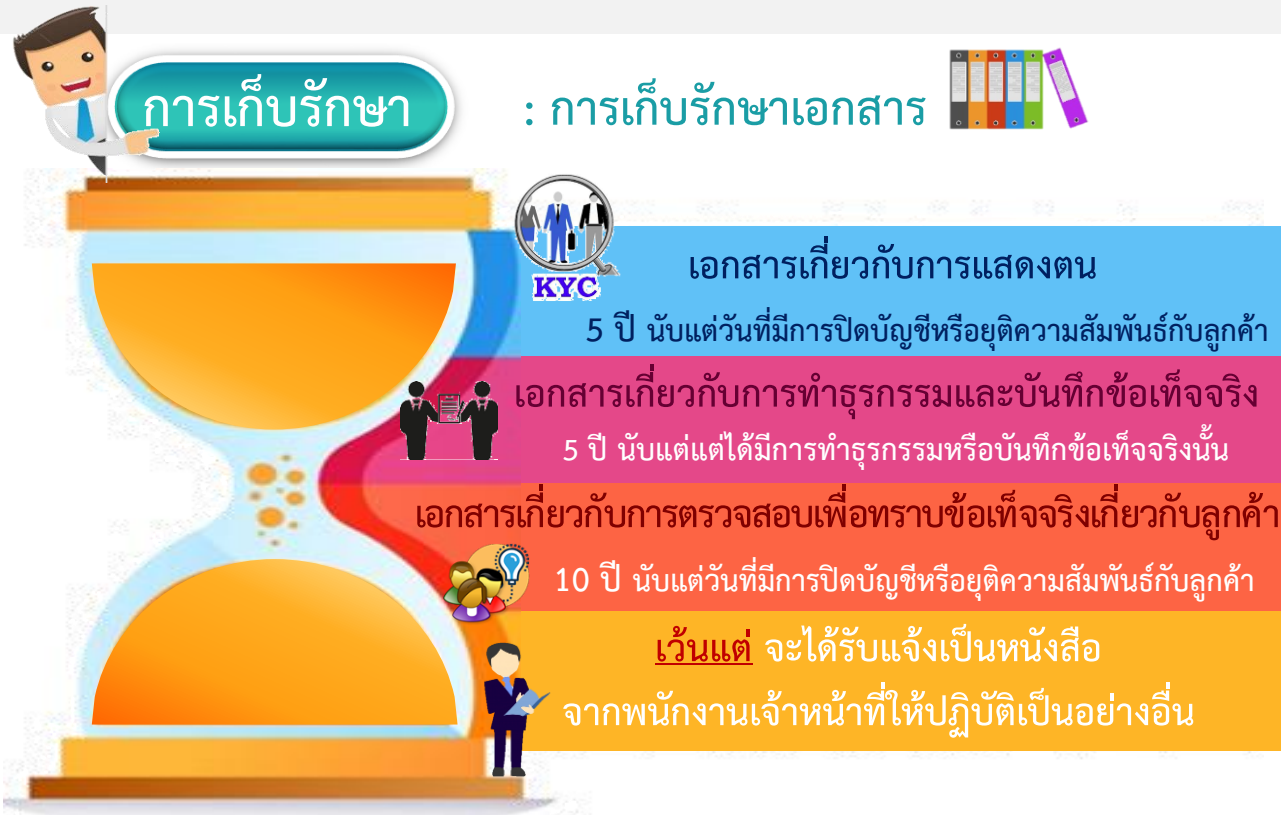 การเก็บรักษา : การเก็บรักษาเอกสาร
KYC
เอกสารเกี่ยวกับการแสดงตน
5 ปี นับแต่วันที่มีการปิดบัญชีหรือยุติความสัมพันธ์กับลูกค้า
เอกสารเกี่ยวกับการทำธุรกรรมและบันทึกข้อเท็จจริง
5 ปี นับแต่แต่ได้มีการทำธุรกรรมหรือบันทึกข้อเท็จจริงนั้น
เอกสารเกี่ยวกับการตรวจสอบเพื่อทราบข้อเท็จจริงเกี่ยวกับลูกค้า
10 ปี นับแต่วันที่มีการปิดบัญชีหรือยุติความสัมพันธ์กับลูกค้า
เว้นแต่ จะได้รับแจ้งเป็นหนังสือ
จากพนักงานเจ้าหน้าที่ให้ปฏิบัติเป็นอย่างอื่น